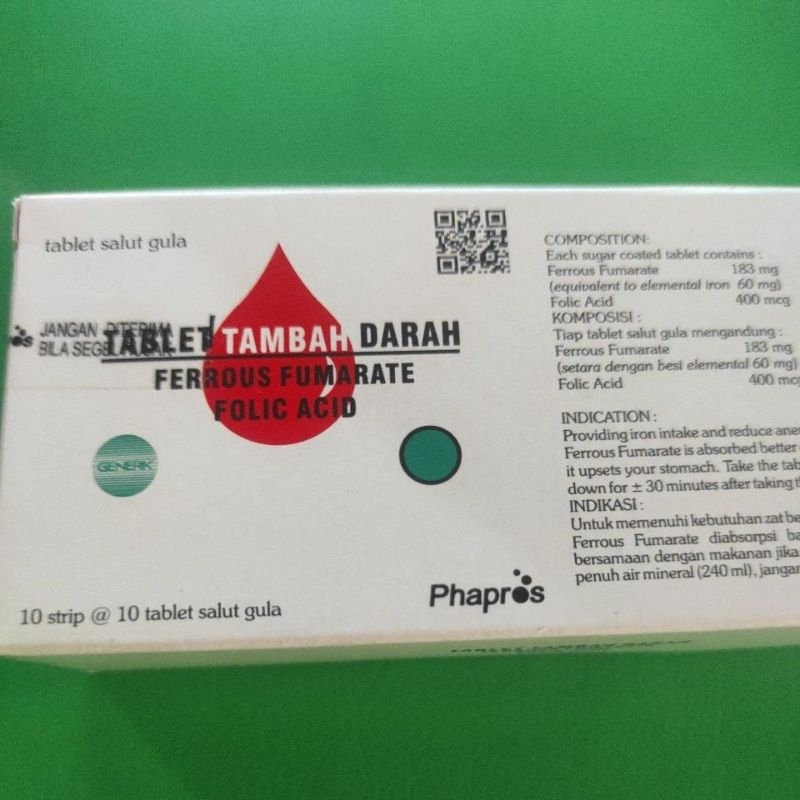 tablet salut gula
JANGAN DITERIMA
BILA SEGEL
TABLET TAMBAH DARAH
FERROUS FUMARATE
FOLIC ACID
GENERIK
10 strip @ 10 tablet salut gula
Phapros
COMPOSITION:
Each sugar coated tablet contains :
Ferrous Fumarate 183 mg
(equivalent to elemental iron 60 mg)
Folic Acid 400 mcg
KOMPOSISI :
Tiap tablet salut gula mengandung :
Ferrous Fumarate 183 mg
(setara dengan besi elemental 60 mg)
Folic Acid 400 mcg
INDICATION :
Providing iron intake and reduce
Ferrous Fumarate is absorbed better
it upsets your stomach. Take the
down for ± 30 minutes after taking
INDIKASI :
Untuk memenuhi kebutuhan zat
Ferrous Fumarate diabsorpsi
bersamaan dengan makanan jika
penuh air mineral (240 ml), jangan